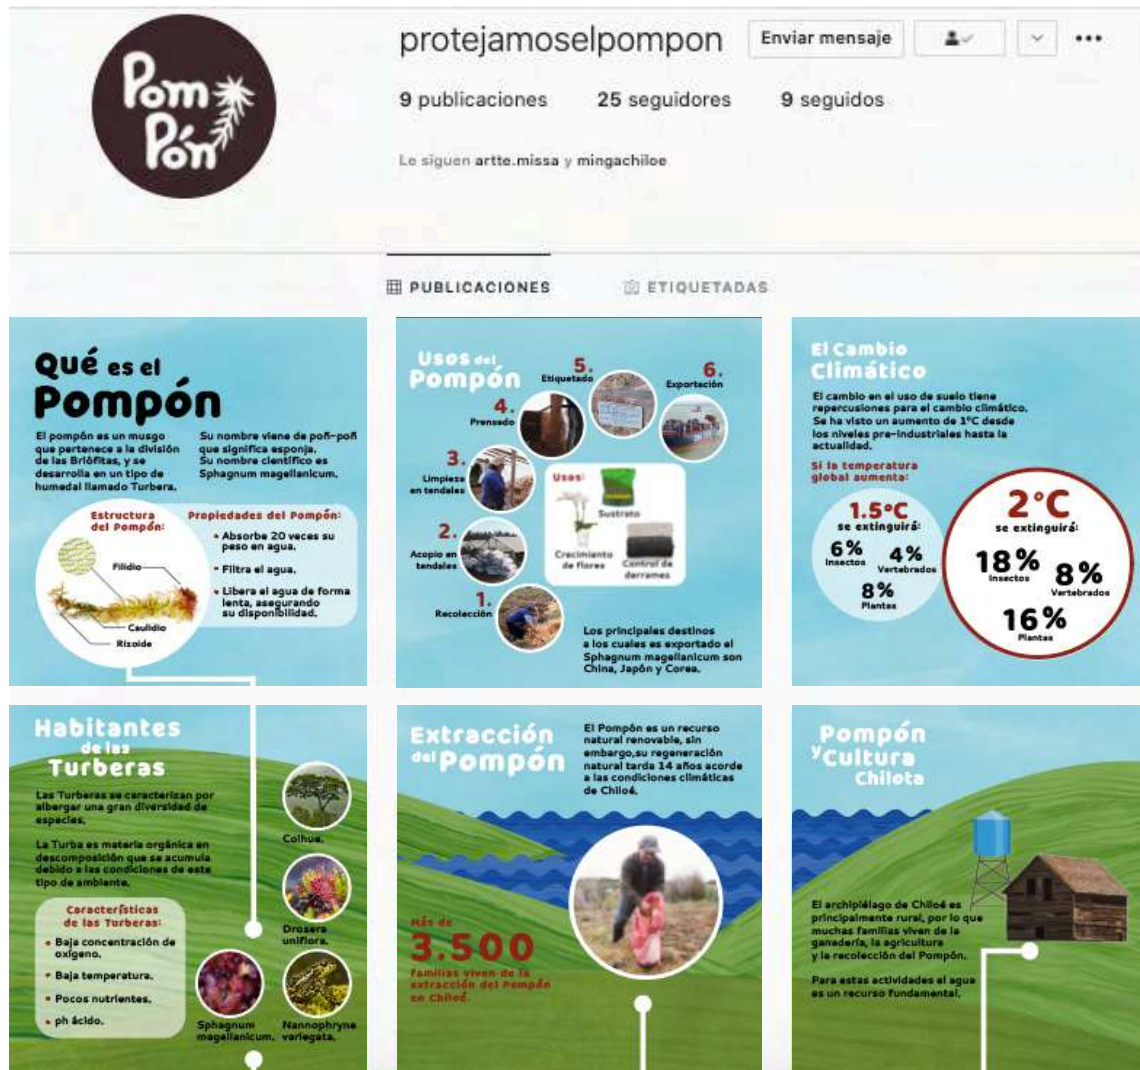 Pom
Pón
protejamoselpompon
Enviar mensaje
9 publicaciones
25 seguidores
9 seguidos
Le siguen artte.missa y mingachiloe
PUBLICACIONES
ETIQUETADAS
Qué es el
Pompón
El pompón es un musgo
que pertenece a la división
de las Briófitas, y se
desarrolla en un tipo de
humedal llamado Turbera.
Su nombre viene de poñ-poñ
que significa esponja.
Su nombre científico es
Sphagnum magellanicum.
Estructura
del Pompón:
Filidio
Caulidio
Rizoide
Propiedades del Pompón:
• Absorbe 20 veces su
peso en agua.
• Filtra el agua.
• Libera el agua de forma
lenta, asegurando
su disponibilidad.
Usos del
Pompón
1.
Recolección
2.
Acopio en
tendales
3.
Limpieza
en tendales
4.
Prensado
5.
Etiquetado
6.
Exportación
Usos:
Sustrato
Crecimiento
de flores
Control de
derrames
Los principales destinos
a los cuales es exportado el
Sphagnum magellanicum son
China, Japón y Corea.
El Cambio
Climático
El cambio en el uso de suelo tiene
repercusiones para el cambio climático.
Se ha visto un aumento de 1°C desde
los niveles pre-industriales hasta la
actualidad.
Si la temperatura
global aumenta:
1.5°C
se extinguirá:
6%
Insectos
4%
Vertebrados
8%
Plantas
2°C
se extinguirá:
18%
Insectos
8%
Vertebrados
16%
Plantas
Habitantes
de las
Turberas
Las Turberas se caracterizan por
albergar una gran diversidad de
especies.
La Turba es materia orgánica en
descomposición que se acumula
debido a las condiciones de este
tipo de ambiente.
Características
de las Turberas:
• Baja concentración de
oxígeno.
• Baja temperatura.
• Pocos nutrientes.
• ph ácido.
Coihue.
Drosera
uniflora.
Sphagnum
magellanicum.
Nannophryne
variegata.
Extracción
del Pompón
El Pompón es un recurso
natural renovable, sin
embargo,su regeneración
natural tarda 14 años acorde
a las condiciones climáticas
de Chiloé.
Más de
3.500
familias viven de la
extracción del Pompón
en Chiloé.
Pompón
y Cultura
Chilota
El archipiélago de Chiloé es
principalmente rural, por lo que
muchas familias viven de la
ganadería, la agricultura
y la recolección del Pompón.
Para estas actividades el agua
es un recurso fundamental.